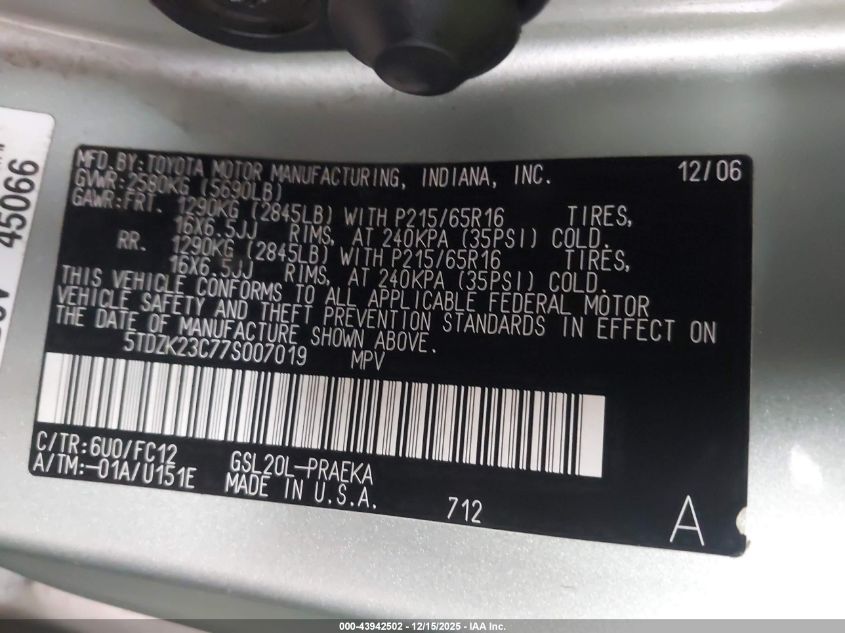 MFD.BY:TOYOTA MOTOR MANUFACTURING, INDIANA, INC. 12/06
GVWR:2580KG (5690LB)
GAWR:FRT. 1290KG (2845LB) WITH P215/65R16 TIRES,
16X6.5JJ RIMS, AT 240KPA (35PSI) COLD.
RR. 1290KG (2845LB) WITH P215/65R16 TIRES,
16X6.5JJ RIMS, AT 240KPA (35PSI) COLD.
THIS VEHICLE CONFORMS TO ALL APPLICABLE FEDERAL MOTOR
VEHICLE SAFETY AND THEFT PREVENTION STANDARDS IN EFFECT ON
THE DATE OF MANUFACTURE SHOWN ABOVE.
5TDZK23C77S007019 MPV
C/TR:6U0/FC12
A/TM:-01A/U151E
GSL20L-PRAEKA
MADE IN U.S.A.
712
A
45066
000-43942502 - 12/15/2025 - IAA Inc.